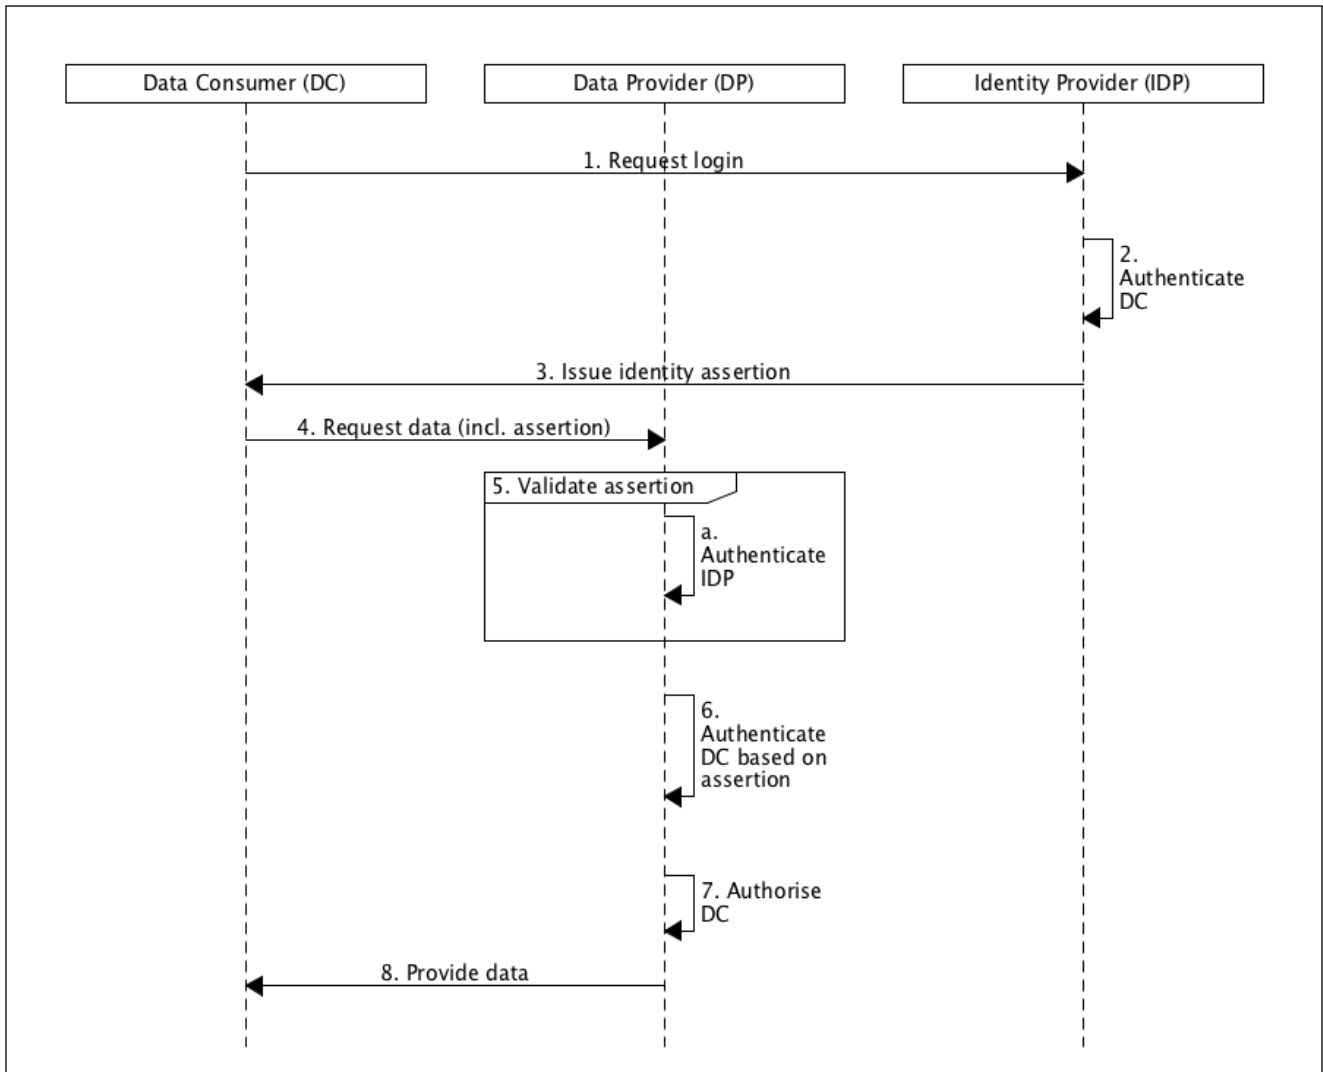 Data Consumer (DC)
Data Provider (DP)
Identity Provider (IDP)
1. Request login
2.
Authenticate
DC
3. Issue identity assertion
4. Request data (incl. assertion)
5. Validate assertion
a.
Authenticate
IDP
6.
Authenticate
DC based on
assertion
7. Authorise
DC
8. Provide data